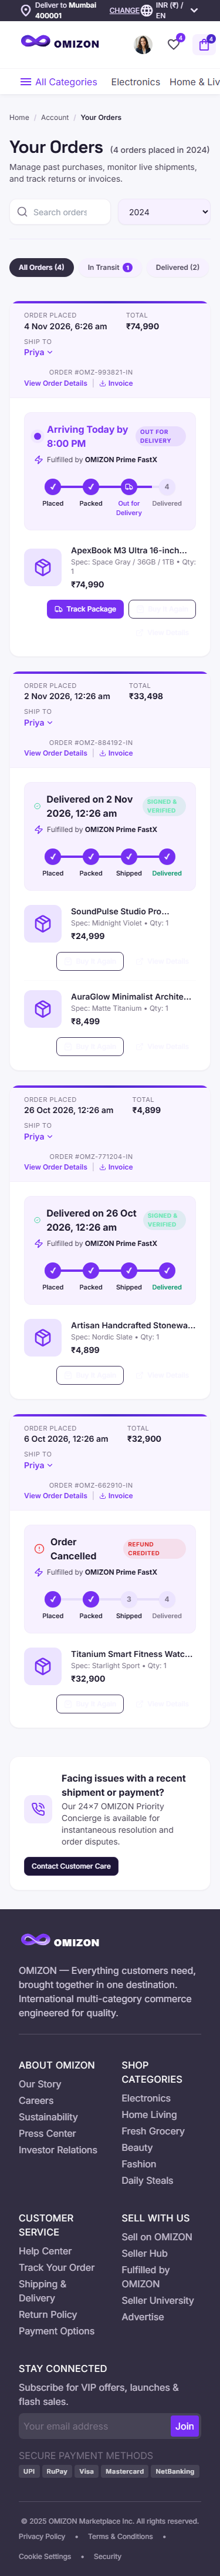 Deliver to Mumbai 400001
CHANGE
INR (₹) / EN
OMIZON
4
4
All Categories
Electronics
Home & Liv
Home / Account / Your Orders
Your Orders (4 orders placed in 2024)
Manage past purchases, monitor live shipments, and track returns or invoices.
Search orders
2024
All Orders (4)
In Transit 1
Delivered (2)
ORDER PLACED
4 Nov 2026, 6:26 am
TOTAL
₹74,990
SHIP TO
Priya
ORDER #OMZ-993821-IN
View Order Details | Invoice
Arriving Today by 8:00 PM
OUT FOR DELIVERY
Fulfilled by OMIZON Prime FastX
4
Placed
Packed
Out for Delivery
Delivered
ApexBook M3 Ultra 16-inch...
Spec: Space Gray / 36GB / 1TB • Qty: 1
₹74,990
Track Package
ORDER PLACED
2 Nov 2026, 12:26 am
TOTAL
₹33,498
SHIP TO
Priya
ORDER #OMZ-884192-IN
View Order Details | Invoice
Delivered on 2 Nov 2026, 12:26 am
SIGNED & VERIFIED
Fulfilled by OMIZON Prime FastX
Placed
Packed
Shipped
Delivered
SoundPulse Studio Pro...
Spec: Midnight Violet • Qty: 1
₹24,999
AuraGlow Minimalist Archite...
Spec: Matte Titanium • Qty: 1
₹8,499
ORDER PLACED
26 Oct 2026, 12:26 am
TOTAL
₹4,899
SHIP TO
Priya
ORDER #OMZ-771204-IN
View Order Details | Invoice
Delivered on 26 Oct 2026, 12:26 am
SIGNED & VERIFIED
Fulfilled by OMIZON Prime FastX
Placed
Packed
Shipped
Delivered
Artisan Handcrafted Stonewa...
Spec: Nordic Slate • Qty: 1
₹4,899
ORDER PLACED
6 Oct 2026, 12:26 am
TOTAL
₹32,900
SHIP TO
Priya
ORDER #OMZ-662910-IN
View Order Details | Invoice
Order Cancelled
REFUND CREDITED
Fulfilled by OMIZON Prime FastX
3
4
Placed
Packed
Shipped
Delivered
Titanium Smart Fitness Watc...
Spec: Starlight Sport • Qty: 1
₹32,900
Facing issues with a recent shipment or payment?
Our 24×7 OMIZON Priority Concierge is available for instantaneous resolution and order disputes.
Contact Customer Care
OMIZON
OMIZON — Everything customers need, brought together in one destination. International multi-category commerce engineered for quality.
ABOUT OMIZON
Our Story
Careers
Sustainability
Press Center
Investor Relations
SHOP CATEGORIES
Electronics
Home Living
Fresh Grocery
Beauty
Fashion
Daily Steals
CUSTOMER SERVICE
Help Center
Track Your Order
Shipping & Delivery
Return Policy
Payment Options
SELL WITH US
Sell on OMIZON
Seller Hub
Fulfilled by OMIZON
Seller University
Advertise
STAY CONNECTED
Subscribe for VIP offers, launches & flash sales.
Your email address
Join
SECURE PAYMENT METHODS
UPI
RuPay
Visa
Mastercard
NetBanking
© 2025 OMIZON Marketplace Inc. All rights reserved.
Privacy Policy • Terms & Conditions •
Cookie Settings • Security